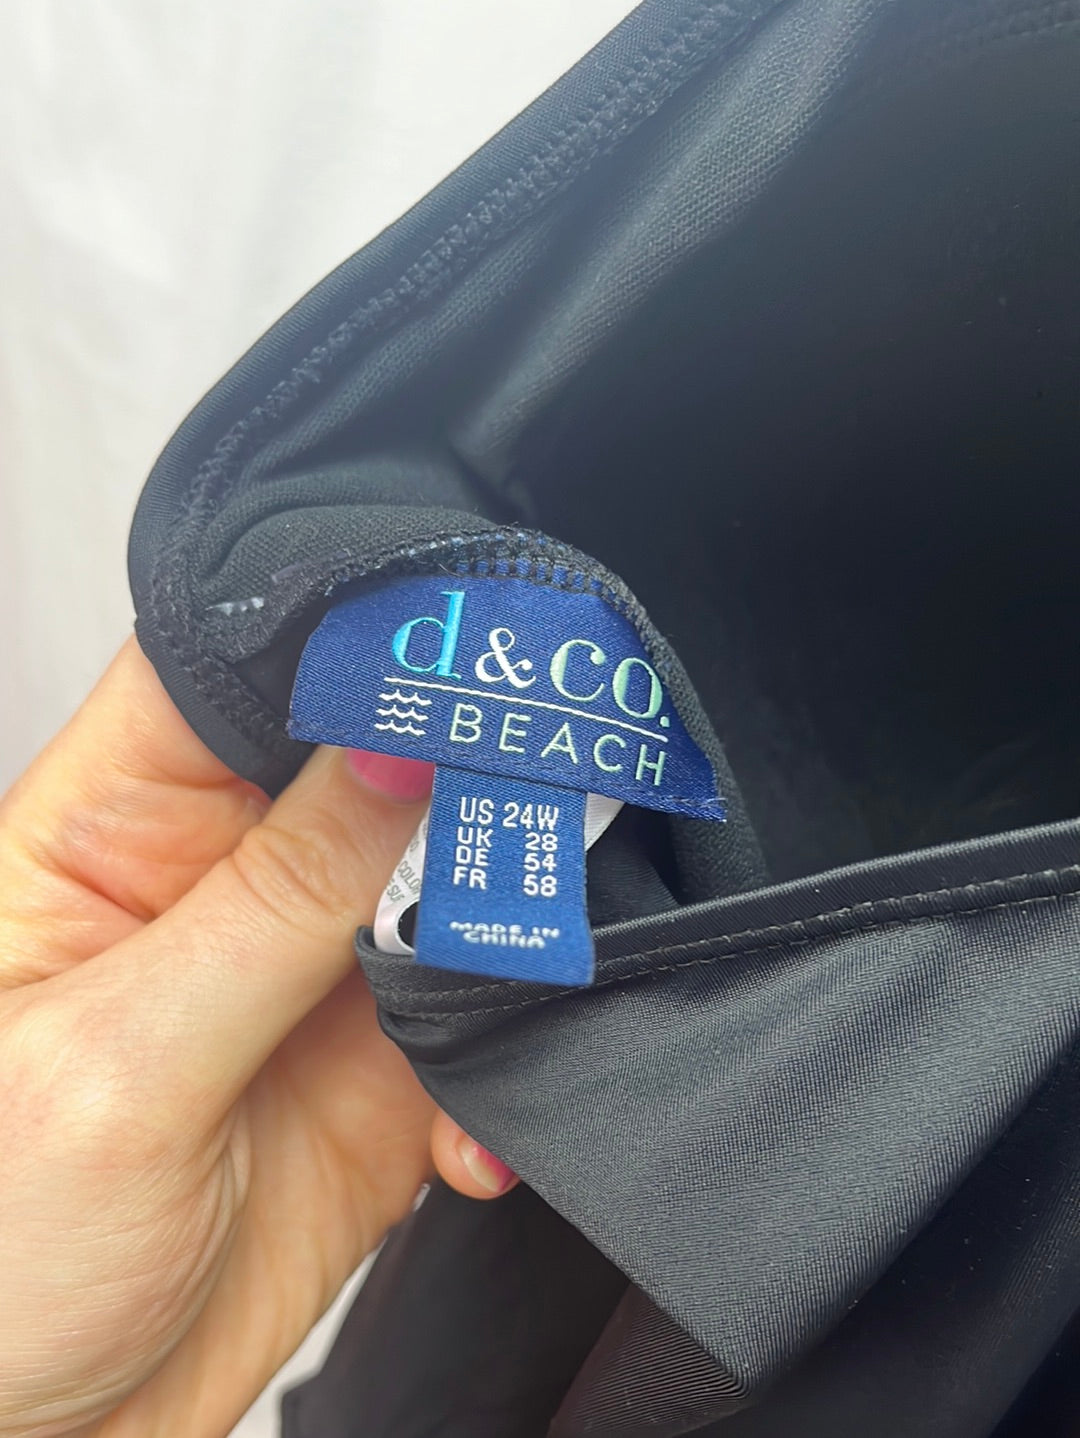 d&co.
BEACH
US 24W
UK 28
DE 54
FR 58
MADE IN
CHINA